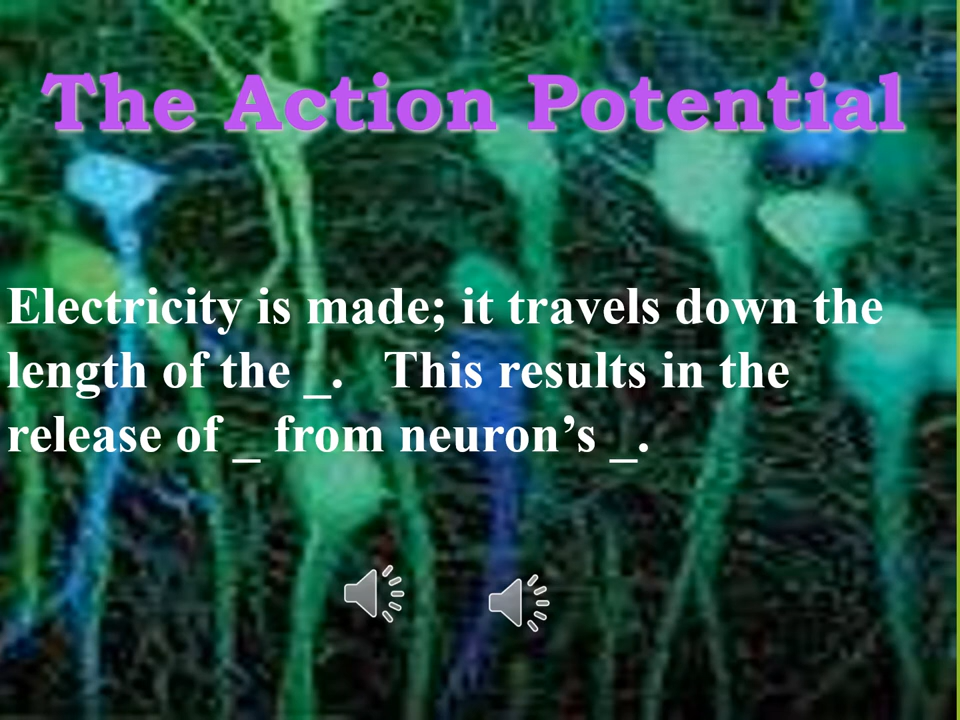 The Action Potential
Electricity is made; it travels down the
length of the _. This results in the
release of _ from neuron’s _.